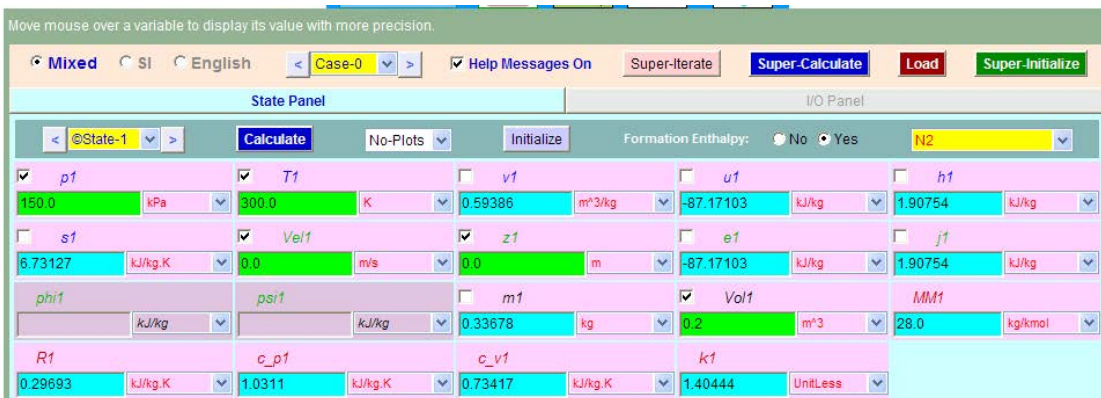 Move mouse over a variable to display its value with more precision.
Mixed SI English < Case-0 > Help Messages On Super-Iterate Super-Calculate Load Super-Initialize
State Panel I/O Panel
< ©State-1 > Calculate No-Plots Initialize Formation Enthalpy: No Yes N2
p1 T1 v1 u1 h1
150.0 kPa 300.0 K 0.59386 m^3/kg -87.17103 kJ/kg 1.90754 kJ/kg
s1 Vel1 z1 e1 j1
6.73127 kJ/kg.K 0.0 m/s 0.0 m -87.17103 kJ/kg 1.90754 kJ/kg
phi1 psi1 m1 Vol1 MM1
kJ/kg kJ/kg 0.33678 kg 0.2 m^3 28.0 kg/kmol
R1 c_p1 c_v1 k1
0.29693 kJ/kg.K 1.0311 kJ/kg.K 0.73417 kJ/kg.K 1.40444 UnitLess